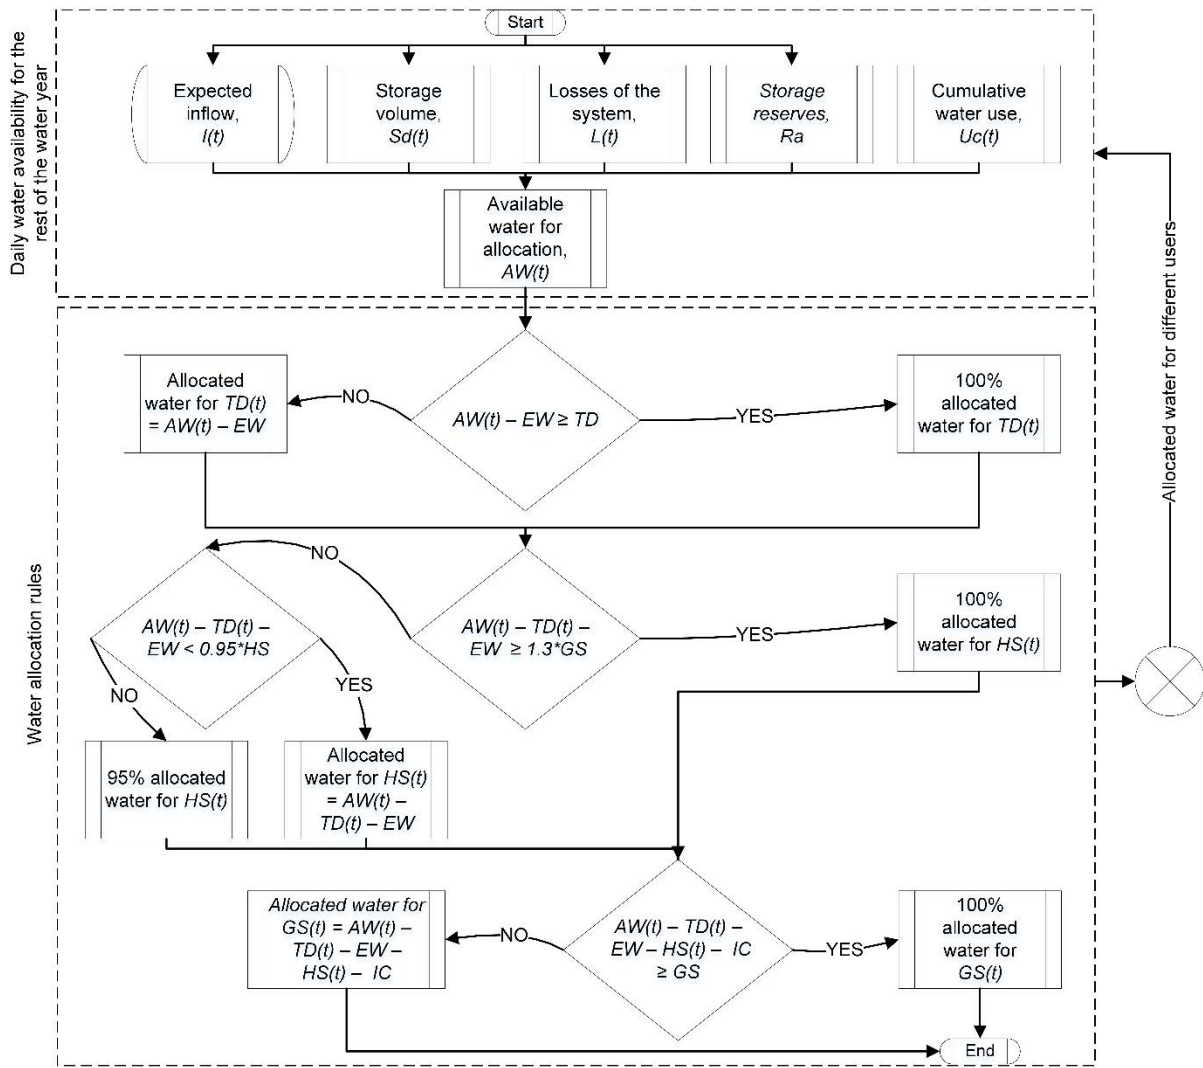 Daily water availability for the
rest of the water year
Start
Expected
inflow,
I(t)
Storage
volume,
Sd(t)
Losses of the
system,
L(t)
Storage
reserves,
Ra
Cumulative
water use,
Uc(t)
Available
water for
allocation,
AW(t)
Allocated water for different users
Water allocation rules
Allocated
water for TD(t)
= AW(t) – EW
NO
AW(t) – EW ≥ TD
YES
100%
allocated
water for TD(t)
NO
AW(t) – TD(t) –
EW < 0.95*HS
AW(t) – TD(t) –
EW ≥ 1.3*GS
YES
100%
allocated
water for HS(t)
NO
YES
95% allocated
water for HS(t)
Allocated
water for HS(t)
= AW(t) –
TD(t) – EW
Allocated water for
GS(t) = AW(t) –
TD(t) – EW –
HS(t) – IC
NO
AW(t) – TD(t) –
EW – HS(t) – IC
≥ GS
YES
100%
allocated
water for
GS(t)
End